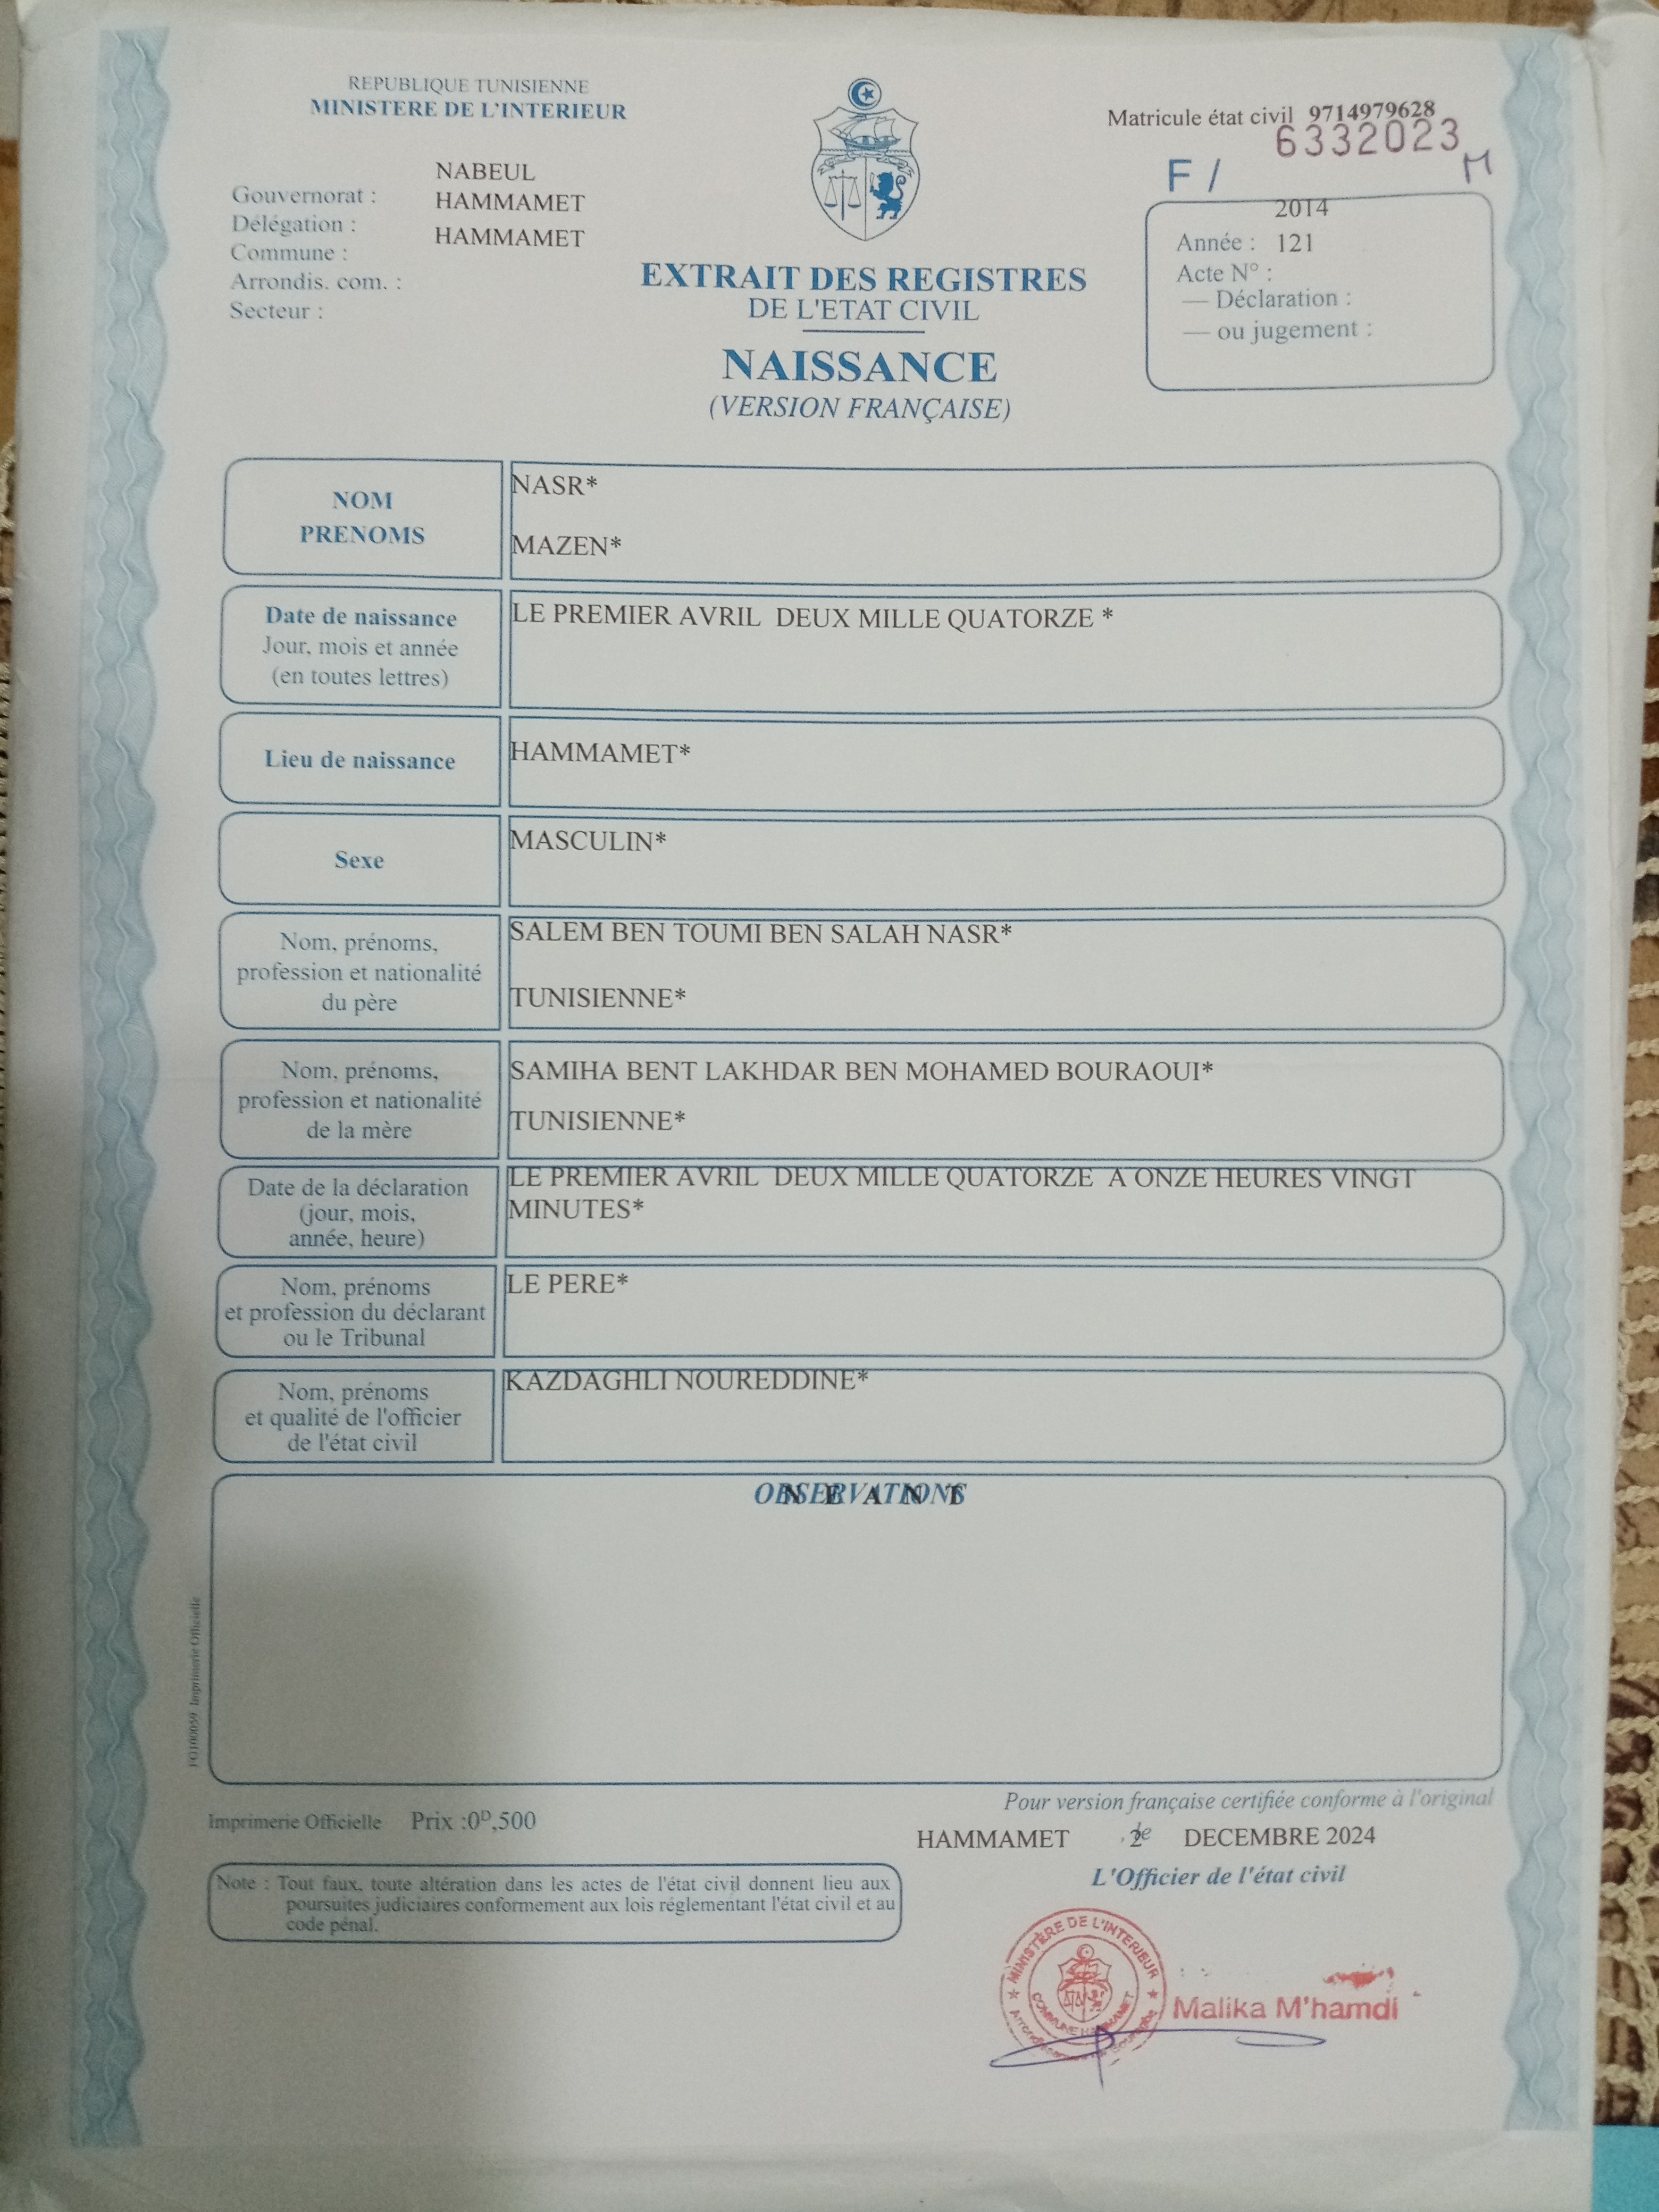 REPUBLIQUE TUNISIENNE
MINISTERE DE L'INTERIEUR
Matricule état civil 9714979628
6332023
F / M
NABEUL
Gouvernorat :
HAMMAMET
Délégation :
HAMMAMET
Commune :
Arrondis. com. :
Secteur :
2014
Année : 121
Acte N° :
— Déclaration :
— ou jugement :
EXTRAIT DES REGISTRES
DE L'ETAT CIVIL
NAISSANCE
(VERSION FRANÇAISE)
NOM
PRENOMS
NASR*
MAZEN*
Date de naissance
Jour, mois et année
(en toutes lettres)
LE PREMIER AVRIL DEUX MILLE QUATORZE *
Lieu de naissance
HAMMAMET*
Sexe
MASCULIN*
Nom, prénoms,
profession et nationalité
du père
SALEM BEN TOUMI BEN SALAH NASR*
TUNISIENNE*
Nom, prénoms,
profession et nationalité
de la mère
SAMIHA BENT LAKHDAR BEN MOHAMED BOURAOUI*
TUNISIENNE*
Date de la déclaration
(jour, mois,
année, heure)
LE PREMIER AVRIL DEUX MILLE QUATORZE A ONZE HEURES VINGT
MINUTES*
Nom, prénoms
et profession du déclarant
ou le Tribunal
LE PERE*
Nom, prénoms
et qualité de l'officier
de l'état civil
KAZDAGHLI NOUREDDINE*
OBSERVATIONS
N E A N T
Imprimerie Officielle
Imprimerie Officielle Prix :0ᴰ,500
Pour version française certifiée conforme à l'original
HAMMAMET , le 2 DECEMBRE 2024
L'Officier de l'état civil
Note : Tout faux, toute altération dans les actes de l'état civil donnent lieu aux
poursuites judiciaires conformement aux lois réglementant l'état civil et au
code pénal.
MINISTÈRE DE L'INTERIEUR
COMMUNE HAMMAMET
Malika M'hamdi